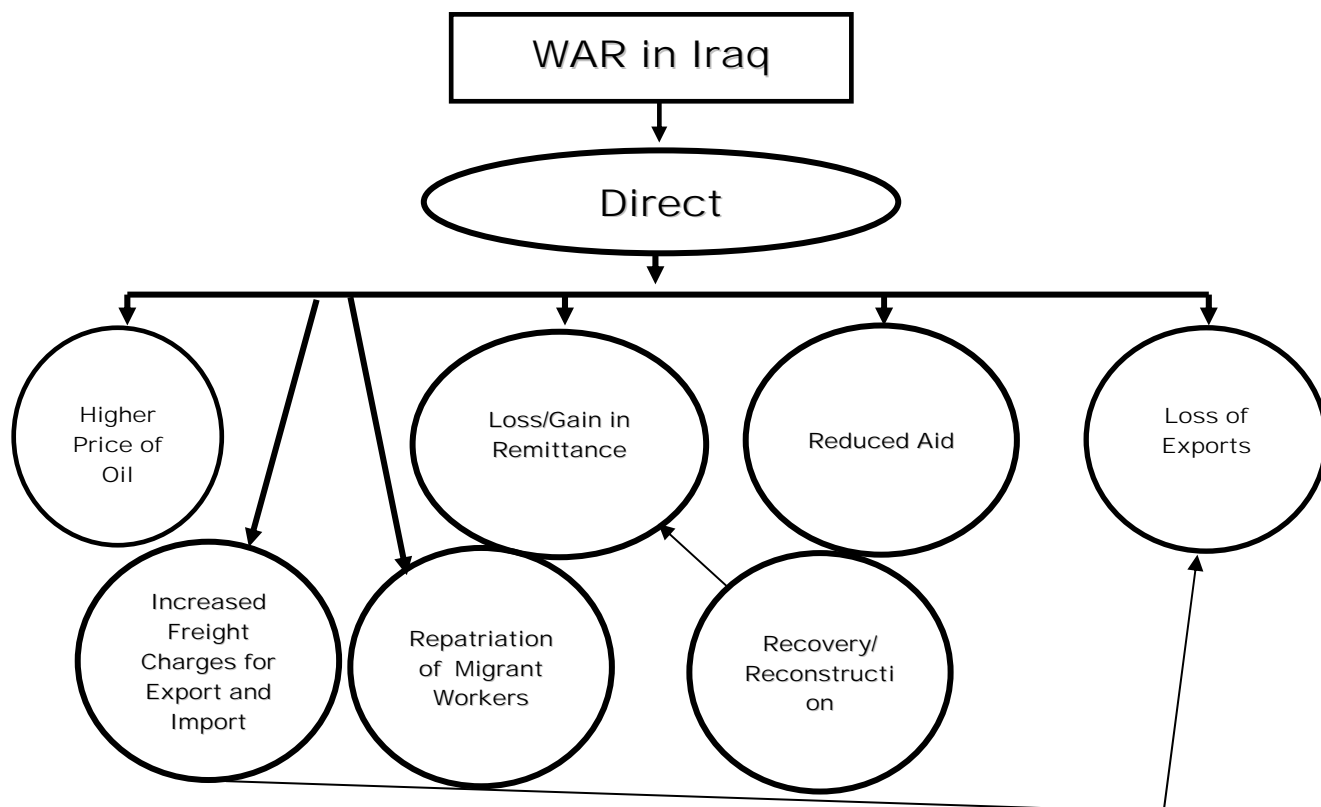 WAR in Iraq
Direct
Higher
Price of
Oil
Loss/Gain in
Remittance
Reduced Aid
Loss of
Exports
Increased
Freight
Charges for
Export and
Import
Repatriation
of Migrant
Workers
Recovery/
Reconstructi
on